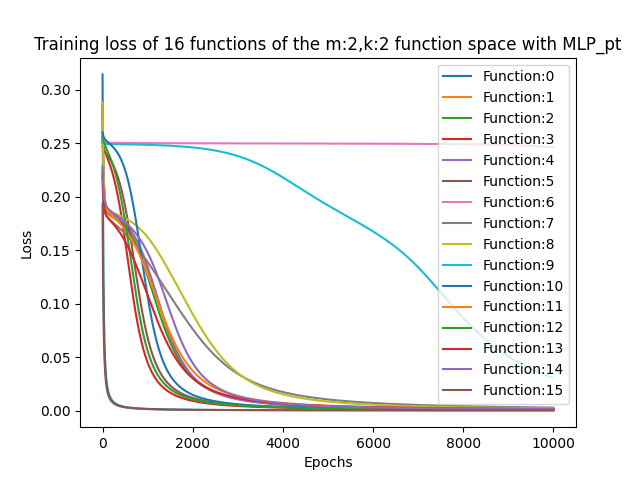 Training loss of 16 functions of the m:2,k:2 function space with MLP_pt
Loss
0.30
0.25
0.20
0.15
0.10
0.05
0.00
0
2000
4000
6000
8000
10000
Epochs
Function:0
Function:1
Function:2
Function:3
Function:4
Function:5
Function:6
Function:7
Function:8
Function:9
Function:10
Function:11
Function:12
Function:13
Function:14
Function:15